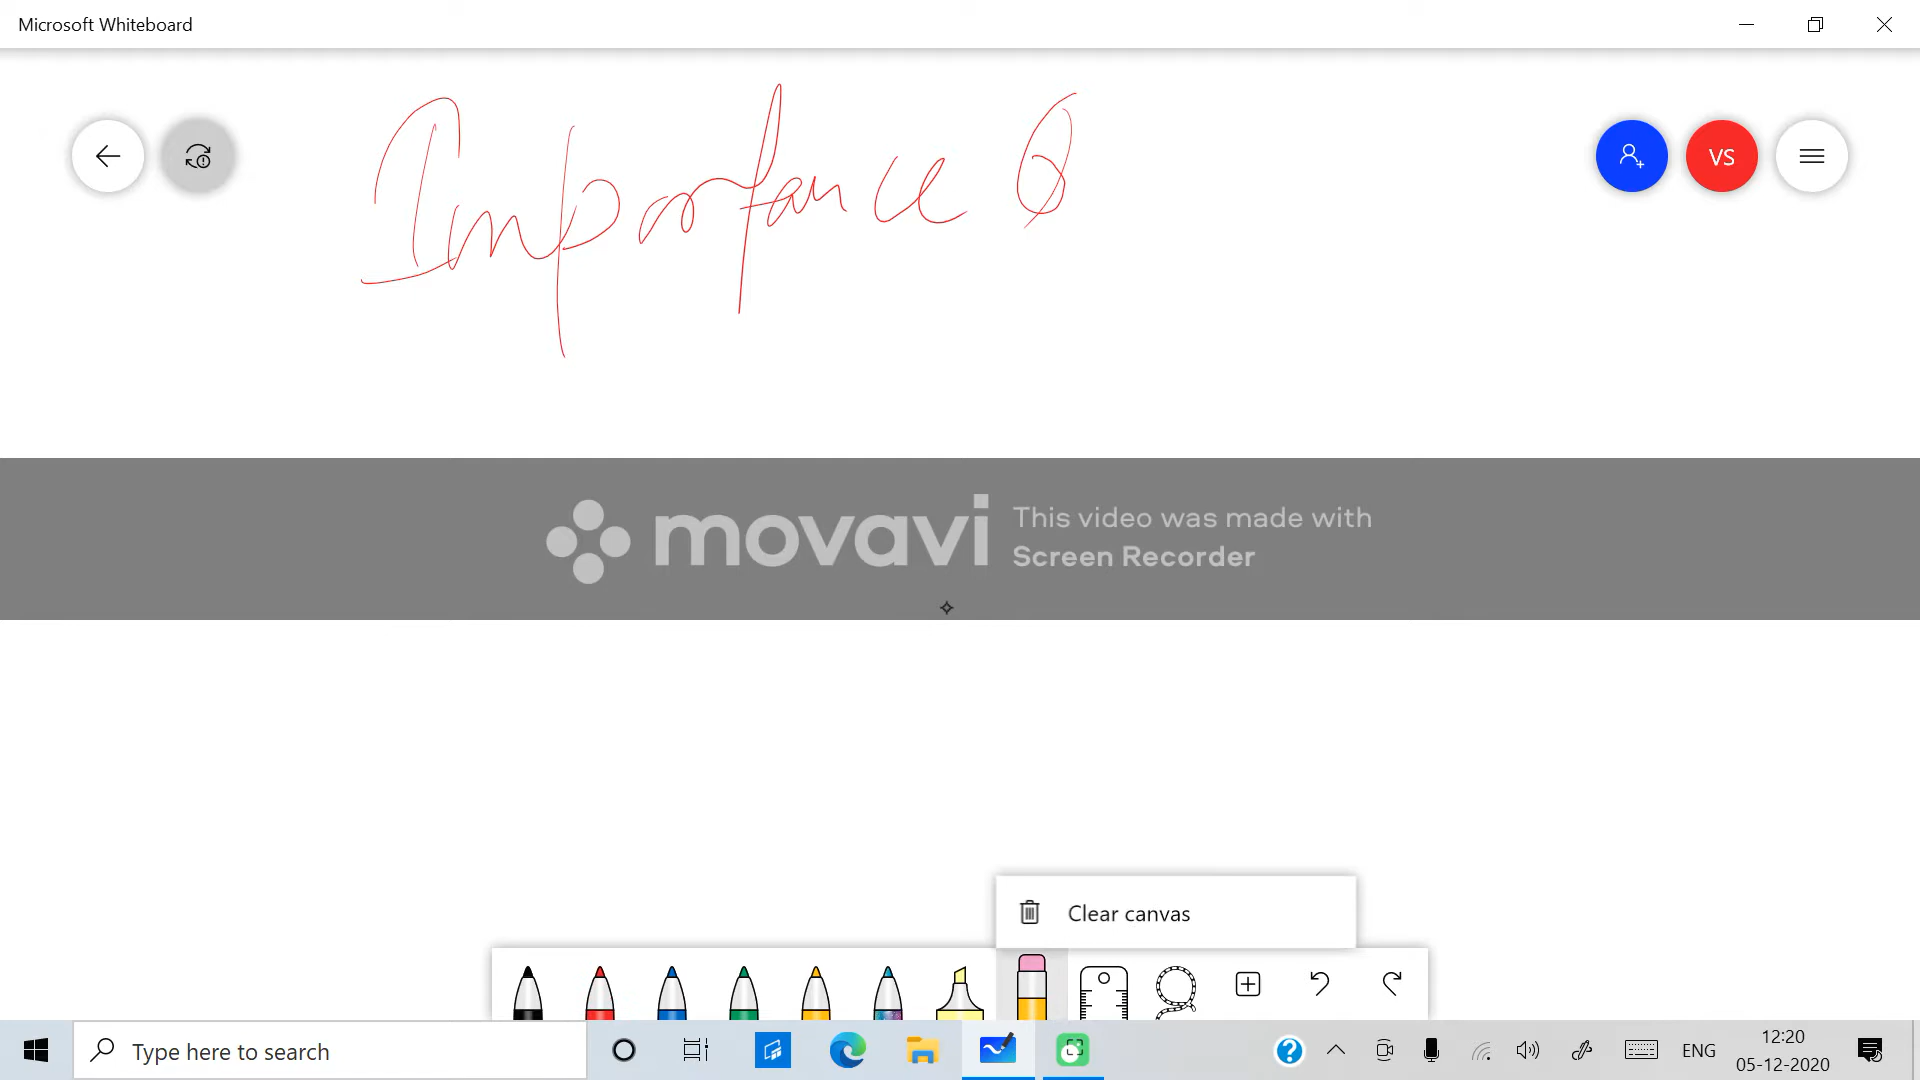 Microsoft Whiteboard
Importance
VS
movavi
This video was made with
Screen Recorder
Clear canvas
Type here to search
ENG
12:20
05-12-2020